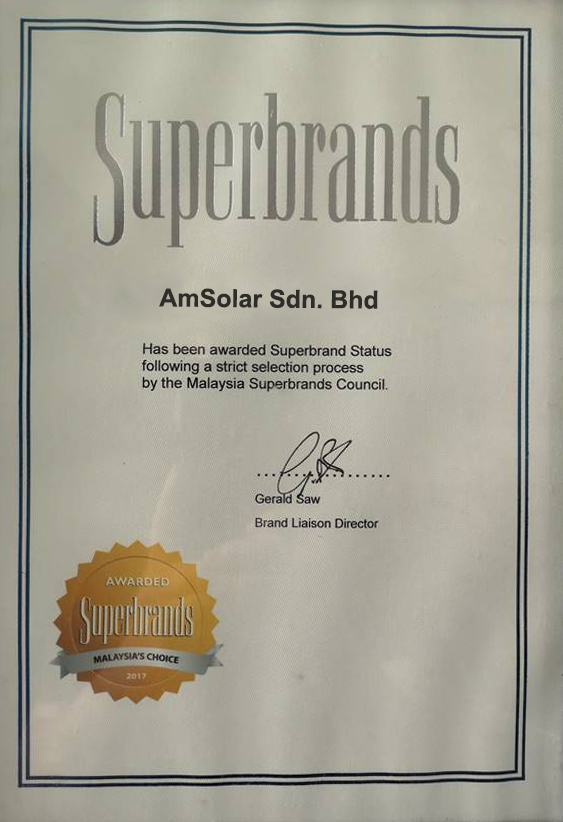 Superbrands
AmSolar Sdn. Bhd
Has been awarded Superbrand Status
following a strict selection process
by the Malaysia Superbrands Council.
Gerald Saw
Brand Liaison Director
AWARDED
Superbrands
MALAYSIA'S CHOICE
2017